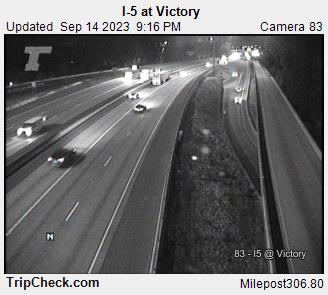 I-5 at Victory
Updated Sep 14 2023 9:16 PM Camera 83
T
N
83 - I5 @ Victory
TripCheck.com Milepost306.80